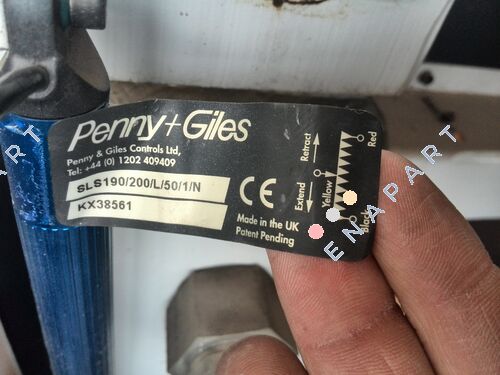 Penny+Giles
Penny & Giles Controls Ltd,
Tel: +44 (0) 1202 409409
SLS190/200/L/50/1/N
KX38561
CE
Made in the UK
Patent Pending
Retract
Extend
Yellow
Red
Black
ENAPART
ENAPART